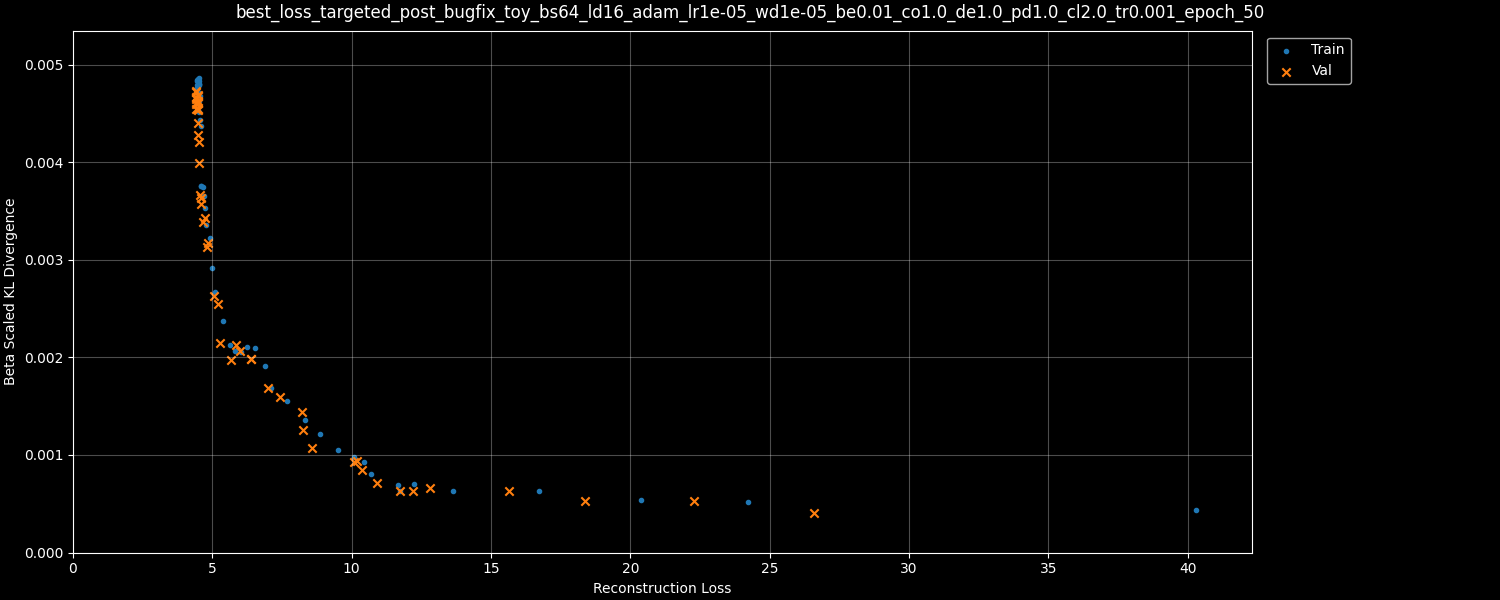 best_loss_targeted_post_bugfix_toy_bs64_ld16_adam_lr1e-05_wd1e-05_be0.01_co1.0_de1.0_pd1.0_cl2.0_tr0.001_epoch_50
Train
Val
Beta Scaled KL Divergence
0.005
0.004
0.003
0.002
0.001
0.000
0 5 10 15 20 25 30 35 40
Reconstruction Loss